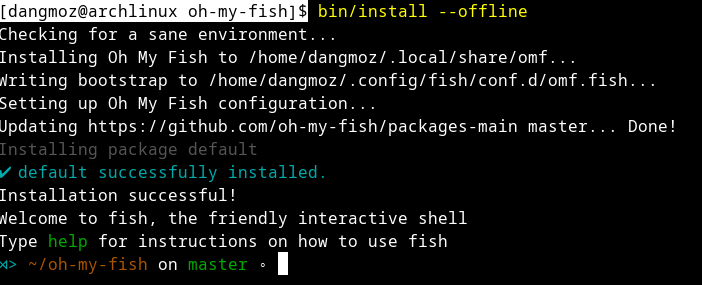 [dangmoz@archlinux oh-my-fish]$ bin/install --offline
Checking for a sane environment...
Installing Oh My Fish to /home/dangmoz/.local/share/omf...
Writing bootstrap to /home/dangmoz/.config/fish/conf.d/omf.fish...
Setting up Oh My Fish configuration...
Updating https://github.com/oh-my-fish/packages-main master... Done!
Installing package default
✔ default successfully installed.
Installation successful!
Welcome to fish, the friendly interactive shell
Type help for instructions on how to use fish
⋊> ~/oh-my-fish on master ◦